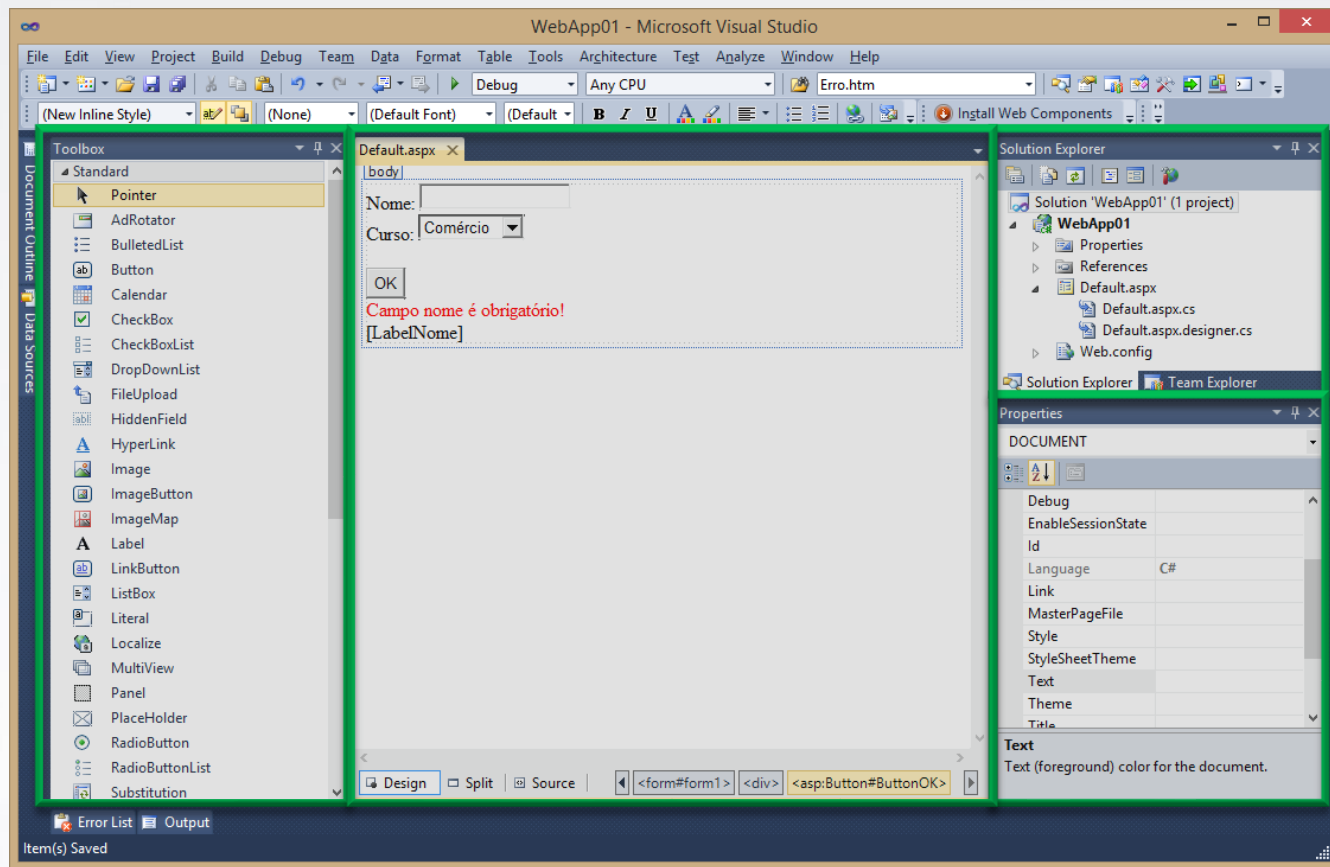 WebApp01 - Microsoft Visual Studio
File Edit View Project Build Debug Team Data Format Table Tools Architecture Test Analyze Window Help
Debug Any CPU Erro.htm
(New Inline Style) (None) (Default Font) (Default B I U A Install Web Components
Document Outline
Data Sources
Toolbox
Standard
Pointer
AdRotator
BulletedList
Button
Calendar
CheckBox
CheckBoxList
DropDownList
FileUpload
HiddenField
HyperLink
Image
ImageButton
ImageMap
Label
LinkButton
ListBox
Literal
Localize
MultiView
Panel
PlaceHolder
RadioButton
RadioButtonList
Substitution
Default.aspx
body
Nome:
Curso: Comércio
OK
Campo nome é obrigatório!
[LabelNome]
Design Split Source <form#form1> <div> <asp:Button#ButtonOK>
Solution Explorer
Solution 'WebApp01' (1 project)
WebApp01
Properties
References
Default.aspx
Default.aspx.cs
Default.aspx.designer.cs
Web.config
Solution Explorer Team Explorer
Properties
DOCUMENT
Debug
EnableSessionState
Id
Language C#
Link
MasterPageFile
Style
StyleSheetTheme
Text
Theme
Title
Text
Text (foreground) color for the document.
Error List Output
Item(s) Saved